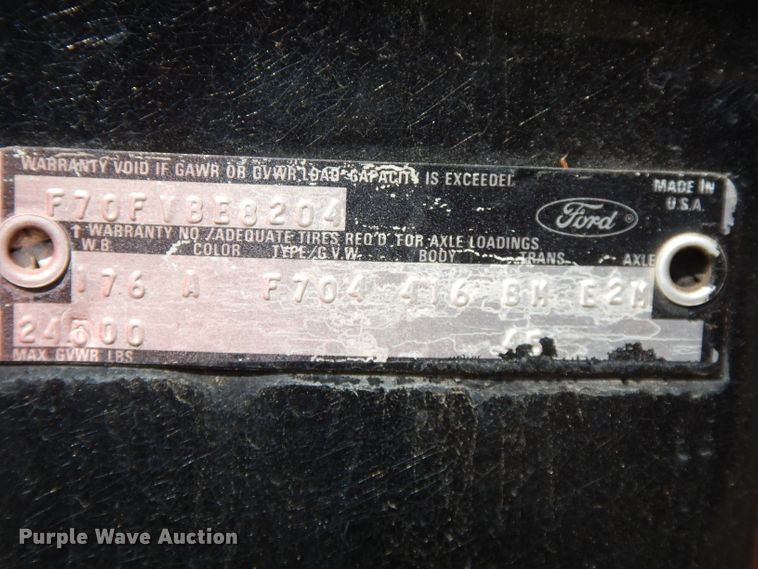 WARRANTY VOID IF GAWR OR GVWR LOAD CAPACITY IS EXCEEDED
MADE IN
U.S.A.
F70FVBE8204
Ford
↑ WARRANTY NO./ADEQUATE TIRES REQ'D FOR AXLE LOADINGS
W.B. COLOR TYPE/G.V.W. BODY TRANS. AXLE
176 A F704 416 BM E2M
24500
MAX GVWR LBS
Purple Wave Auction